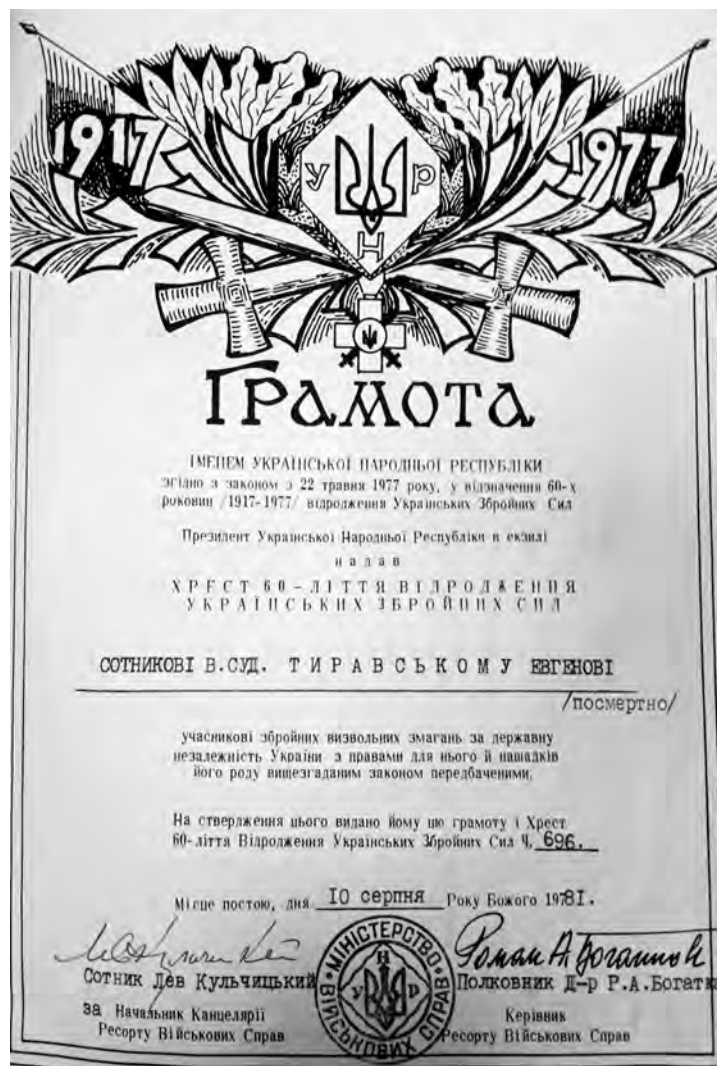 1917
1977
У Н Р
Грамота
ІМЕНЕМ УКРАЇНСЬКОЇ НАРОДНЬОЇ РЕСПУБЛІКИ
згідно з законом з 22 травня 1977 року, у відзначення 60-х
роковин /1917-1977/ відродження Українських Збройних Сил
Президент Української Народньої Республіки в екзилі
надав
ХРЕСТ 60-ЛІТТЯ ВІДРОДЖЕННЯ
УКРАЇНСЬКИХ ЗБРОЙНИХ СИЛ
СОТНИКОВІ В.СУД. ТИРАВСЬКОМУ ЕВГЕНОВІ
/посмертно/
учасникові збройних визвольних змагань за державну
незалежність України з правами для нього й нащадків
його роду вищезгаданим законом передбаченими.
На ствердження цього видано йому цю грамоту і Хрест
60-ліття Відродження Українських Збройних Сил Ч. 696.
Місце постою, дня 10 серпня Року Божого 1981.
Сотник Лев Кульчицький
Полковник Д-р Р.А.Богатю
за Начальник Канцелярії
Ресорту Військових Справ
Керівник
Ресорту Військових Справ
МІНІСТЕРСТВО ВІЙСЬКОВИХ СПРАВ
У Н Р